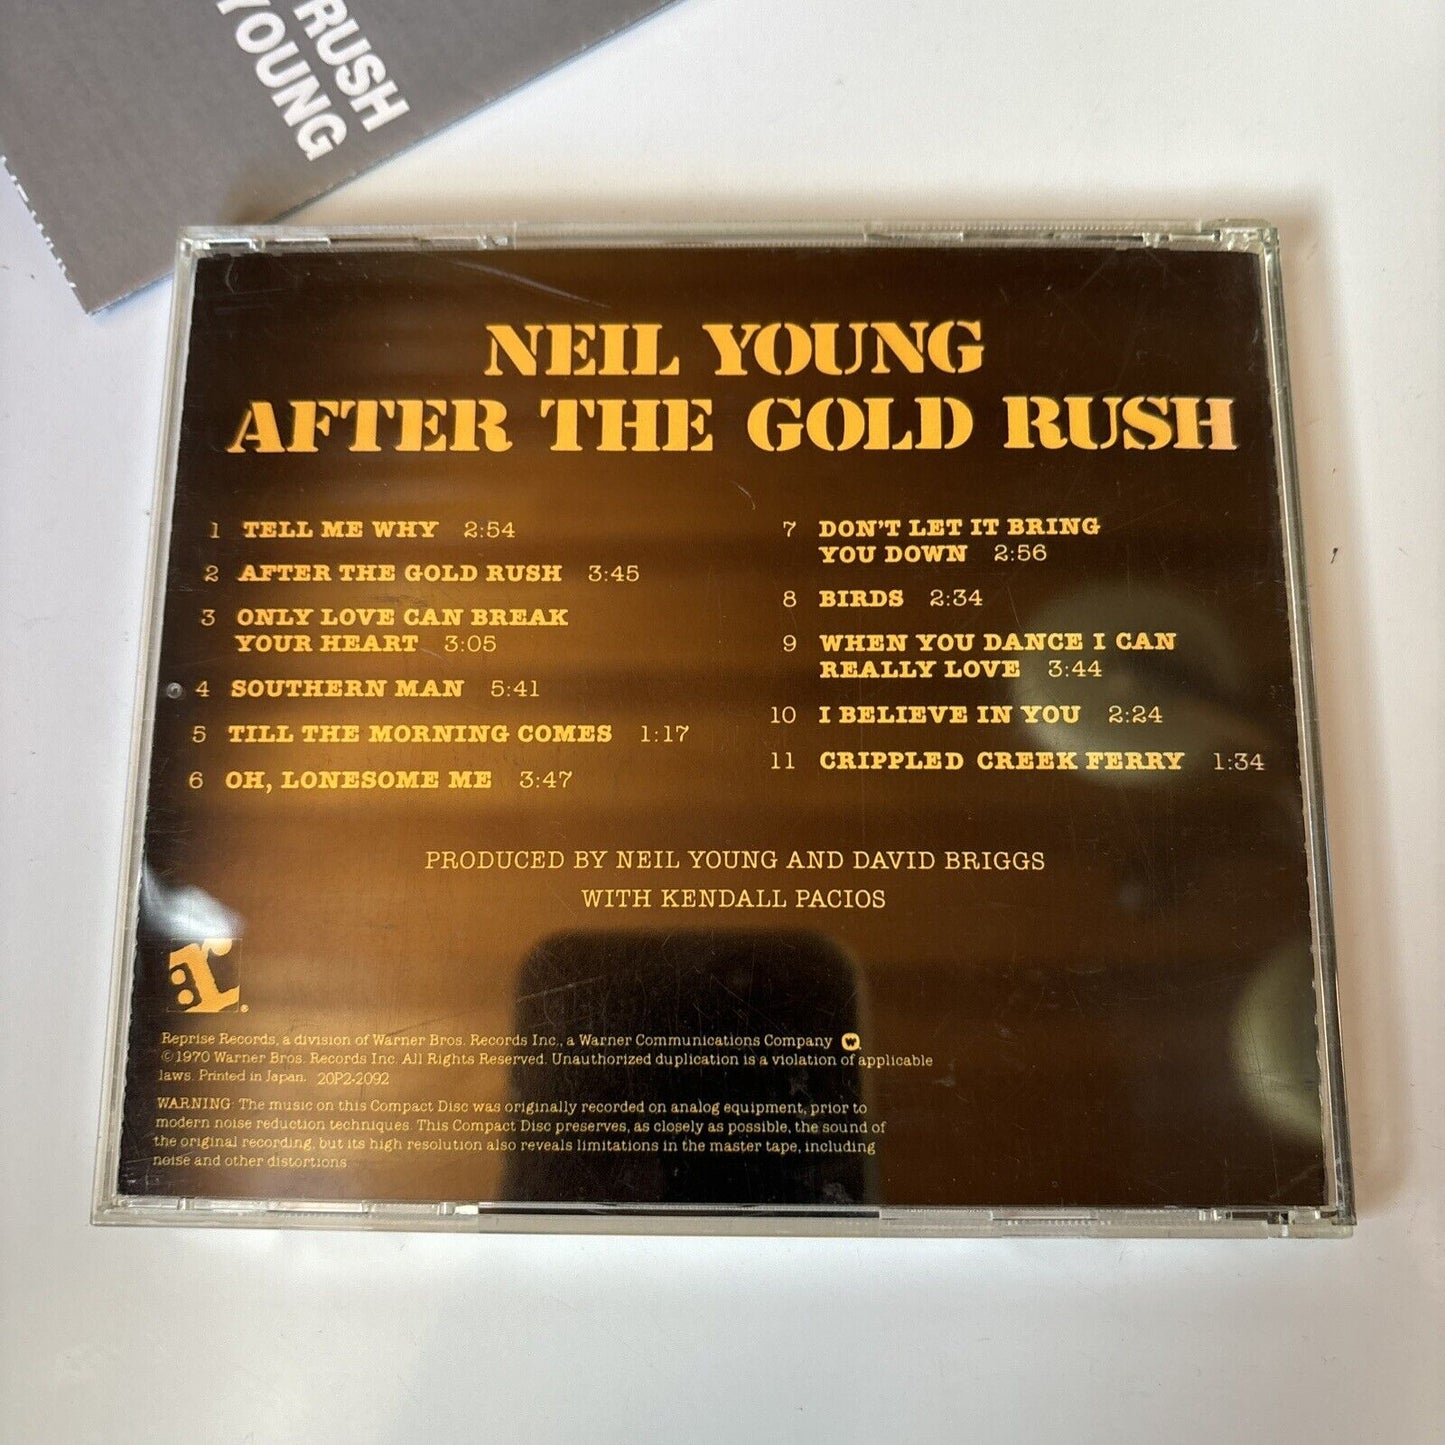 RUSH
YOUNG
NEIL YOUNG
AFTER THE GOLD RUSH
1 TELL ME WHY 2:54
2 AFTER THE GOLD RUSH 3:45
3 ONLY LOVE CAN BREAK
YOUR HEART 3:05
4 SOUTHERN MAN 5:41
5 TILL THE MORNING COMES 1:17
6 OH, LONESOME ME 3:47
7 DON'T LET IT BRING
YOU DOWN 2:56
8 BIRDS 2:34
9 WHEN YOU DANCE I CAN
REALLY LOVE 3:44
10 I BELIEVE IN YOU 2:24
11 CRIPPLED CREEK FERRY 1:34
PRODUCED BY NEIL YOUNG AND DAVID BRIGGS
WITH KENDALL PACIOS
:r®
Reprise Records, a division of Warner Bros. Records Inc., a Warner Communications Company
©1970 Warner Bros. Records Inc. All Rights Reserved. Unauthorized duplication is a violation of applicable
laws. Printed in Japan. 20P2-2092
WARNING: The music on this Compact Disc was originally recorded on analog equipment, prior to
modern noise reduction techniques. This Compact Disc preserves, as closely as possible, the sound of
the original recording, but its high resolution also reveals limitations in the master tape, including
noise and other distortions